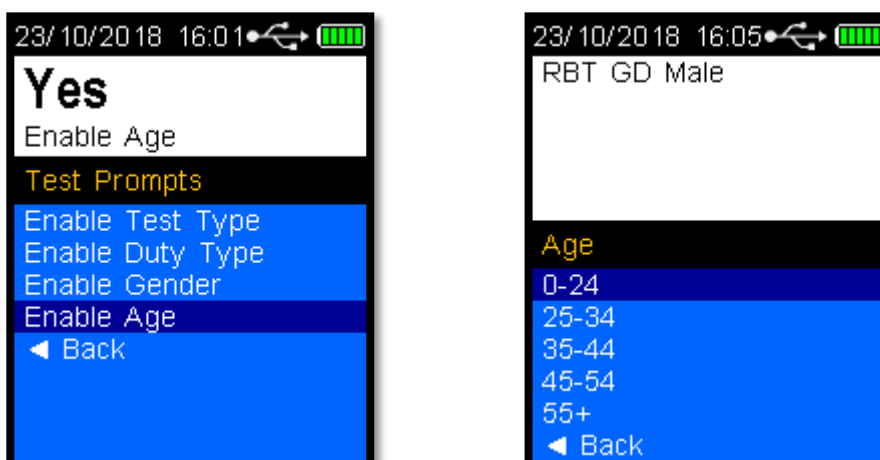 23/10/2018 16:01
Yes
Enable Age
Test Prompts
Enable Test Type
Enable Duty Type
Enable Gender
Enable Age
◄ Back
23/10/2018 16:05
RBT GD Male
Age
0-24
25-34
35-44
45-54
55+
◄ Back